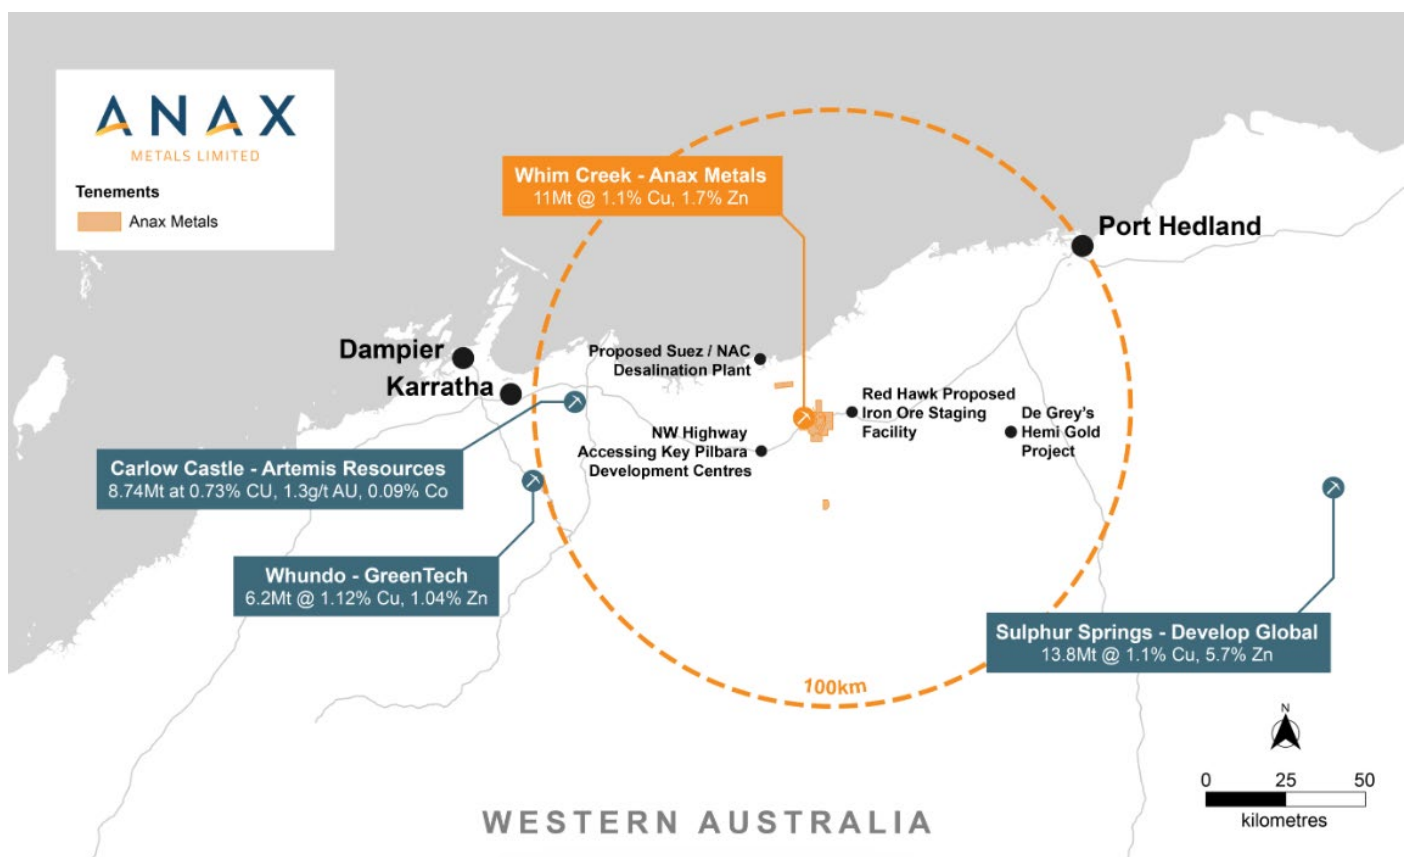 ANAX
METALS LIMITED
Tenements
Anax Metals
Whim Creek - Anax Metals
11Mt @ 1.1% Cu, 1.7% Zn
Port Hedland
Dampier
Karratha
Proposed Suez / NAC
Desalination Plant
Red Hawk Proposed
Iron Ore Staging
Facility
De Grey's
Hemi Gold
Project
NW Highway
Accessing Key Pilbara
Development Centres
Carlow Castle - Artemis Resources
8.74Mt at 0.73% CU, 1.3g/t AU, 0.09% Co
Whundo - GreenTech
6.2Mt @ 1.12% Cu, 1.04% Zn
Sulphur Springs - Develop Global
13.8Mt @ 1.1% Cu, 5.7% Zn
100km
N
0 25 50
kilometres
WESTERN AUSTRALIA